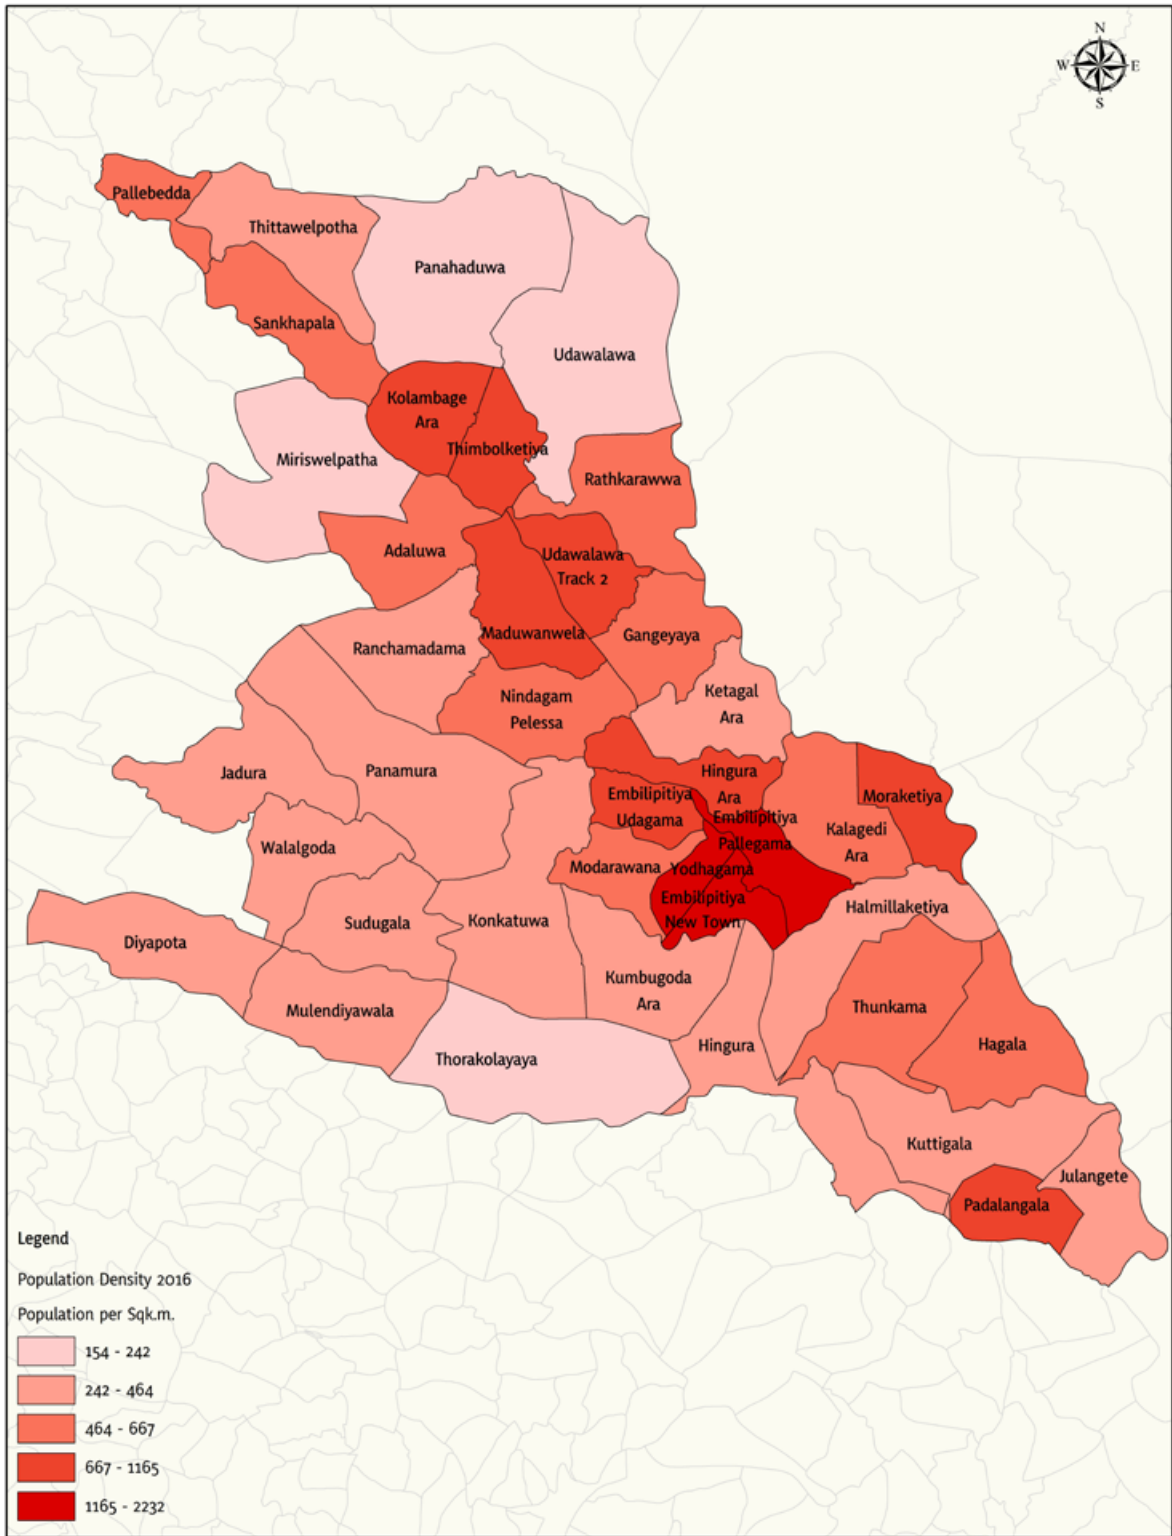 N
W E
S
Pallebedda
Thittawelpotha
Panahaduwa
Sankhapala
Udawalawa
Kolambage
Ara
Thimbolketiya
Miriswelpatha
Rathkarawwa
Adaluwa
Udawalawa
Track 2
Maduwanwela
Gangeyaya
Ranchamadama
Nindagam
Pelessa
Ketagal
Ara
Jadura
Panamura
Hingura
Ara
Embilipitiya
Udagama
Moraketiya
Embilipitiya
Pallegama
Kalagedi
Ara
Walalgoda
Modarawana
Yodhagama
Embilipitiya
New Town
Halmillaketiya
Sudugala
Konkatuwa
Diyapota
Kumbugoda
Ara
Mulendiyawala
Thunkama
Thorakolayaya
Hingura
Hagala
Kuttigala
Julangete
Padalangala
Legend
Population Density 2016
Population per Sqk.m.
154 - 242
242 - 464
464 - 667
667 - 1165
1165 - 2232